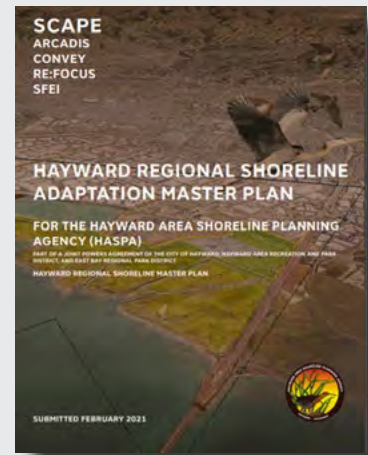 SCAPE
ARCADIS
CONVEY
RE:FOCUS
SFEI
HAYWARD REGIONAL SHORELINE
ADAPTATION MASTER PLAN
FOR THE HAYWARD AREA SHORELINE PLANNING
AGENCY (HASPA)
PART OF A JOINT POWERS AGREEMENT OF THE CITY OF HAYWARD, HAYWARD AREA RECREATION AND PARK
DISTRICT, AND EAST BAY REGIONAL PARK DISTRICT
HAYWARD REGIONAL SHORELINE MASTER PLAN
SUBMITTED FEBRUARY 2021